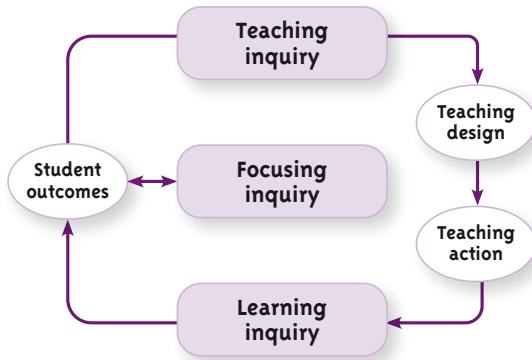 Teaching
inquiry
Teaching
design
Student
outcomes
Focusing
inquiry
Teaching
action
Learning
inquiry